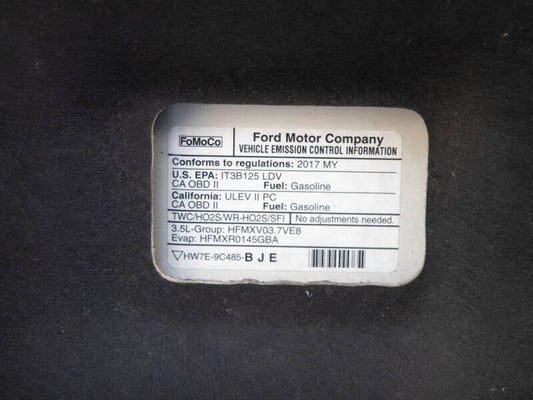 FoMoCo
Ford Motor Company
VEHICLE EMISSION CONTROL INFORMATION
Conforms to regulations: 2017 MY
U.S. EPA: IT3B125 LDV
CA OBD II Fuel: Gasoline
California: ULEV II PC
CA OBD II Fuel: Gasoline
TWC/HO2S/WR-HO2S/SFI No adjustments needed.
3.5L-Group: HFMXV03.7VE8
Evap: HFMXR0145GBA
HW7E-9C485-B J E